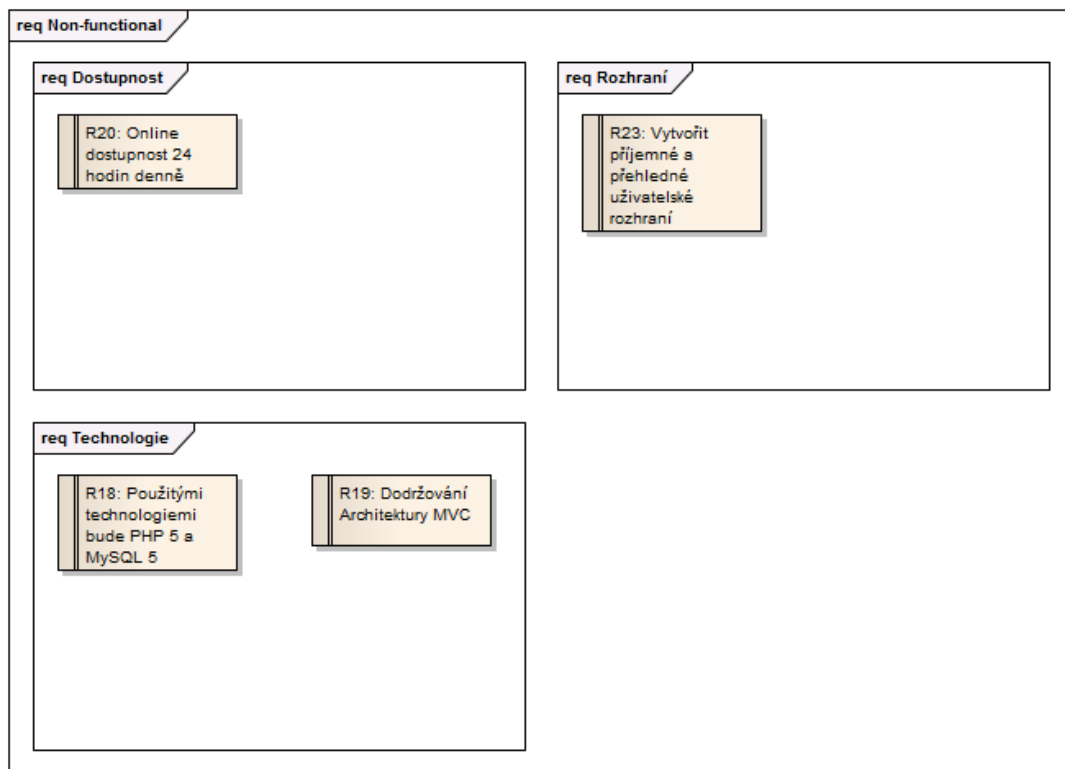 req Non-functional
req Dostupnost
R20: Online
dostupnost 24
hodin denně
req Rozhraní
R23: Vytvořit
příjemné a
přehledné
uživatelské
rozhraní
req Technologie
R18: Použitými
technologiemi
bude PHP 5 a
MySQL 5
R19: Dodržování
Architektury MVC